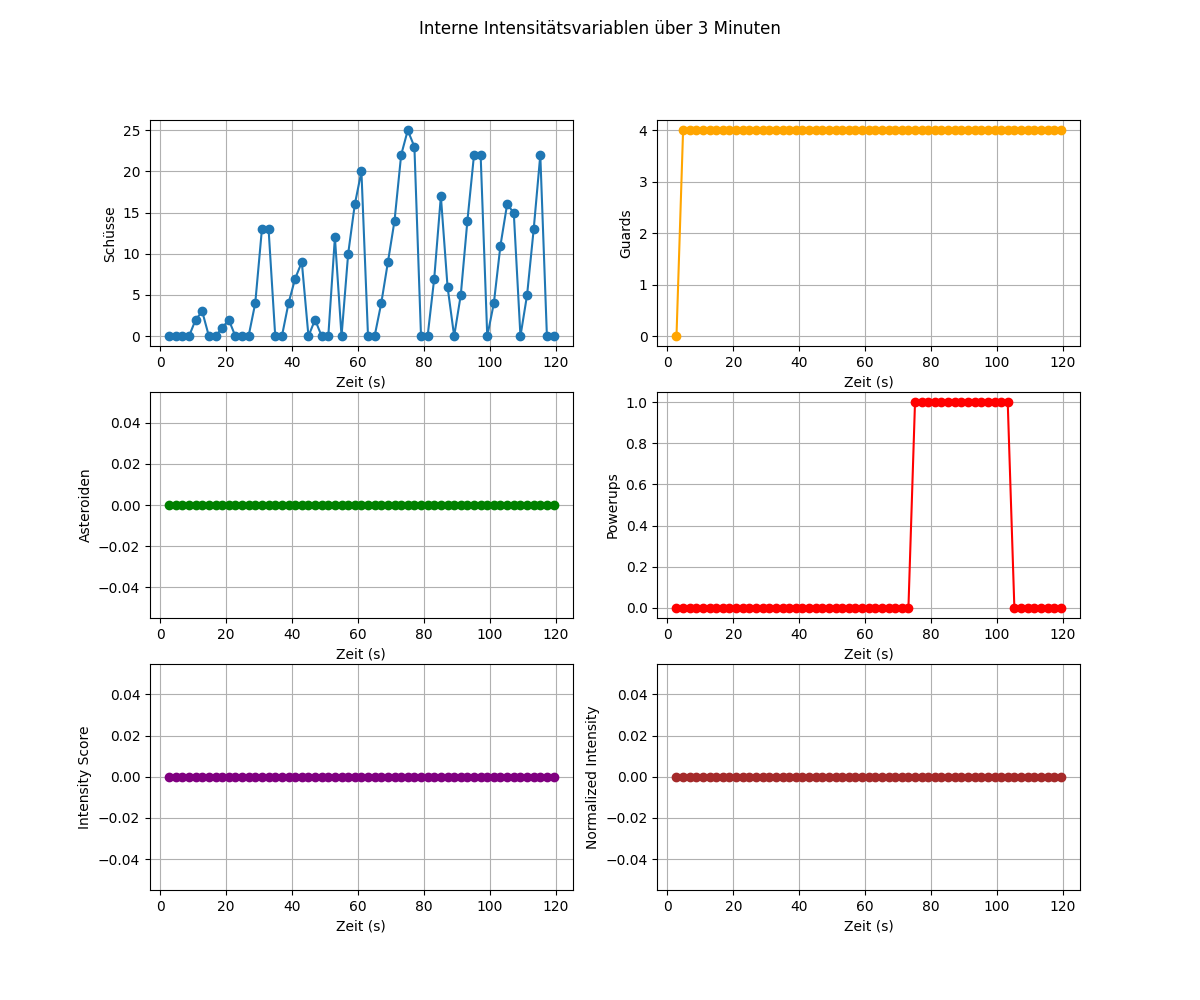 Interne Intensitätsvariablen über 3 Minuten
25
20
15
10
5
0
Schüsse
0 20 40 60 80 100 120
Zeit (s)
4
3
2
1
0
Guards
0 20 40 60 80 100 120
Zeit (s)
0.04
0.02
0.00
−0.02
−0.04
Asteroiden
0 20 40 60 80 100 120
Zeit (s)
1.0
0.8
0.6
0.4
0.2
0.0
Powerups
0 20 40 60 80 100 120
Zeit (s)
0.04
0.02
0.00
−0.02
−0.04
Intensity Score
0 20 40 60 80 100 120
Zeit (s)
0.04
0.02
0.00
−0.02
−0.04
Normalized Intensity
0 20 40 60 80 100 120
Zeit (s)